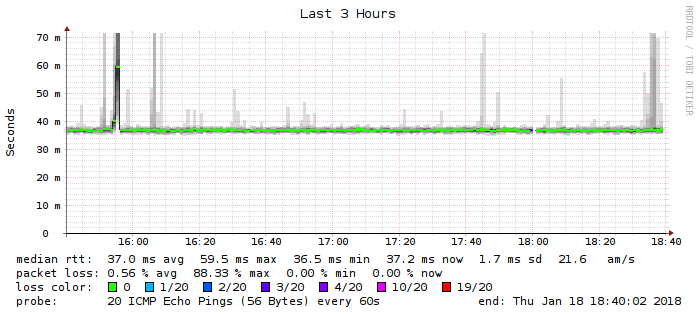 Last 3 Hours
RRDTOOL / TOBI OETIKER
Seconds
70 m
60 m
50 m
40 m
30 m
20 m
10 m
0
16:00 16:20 16:40 17:00 17:20 17:40 18:00 18:20 18:40
median rtt: 37.0 ms avg 59.5 ms max 36.5 ms min 37.2 ms now 1.7 ms sd 21.6 am/s
packet loss: 0.56 % avg 88.33 % max 0.00 % min 0.00 % now
loss color: 0 1/20 2/20 3/20 4/20 10/20 19/20
probe: 20 ICMP Echo Pings (56 Bytes) every 60s end: Thu Jan 18 18:40:02 2018